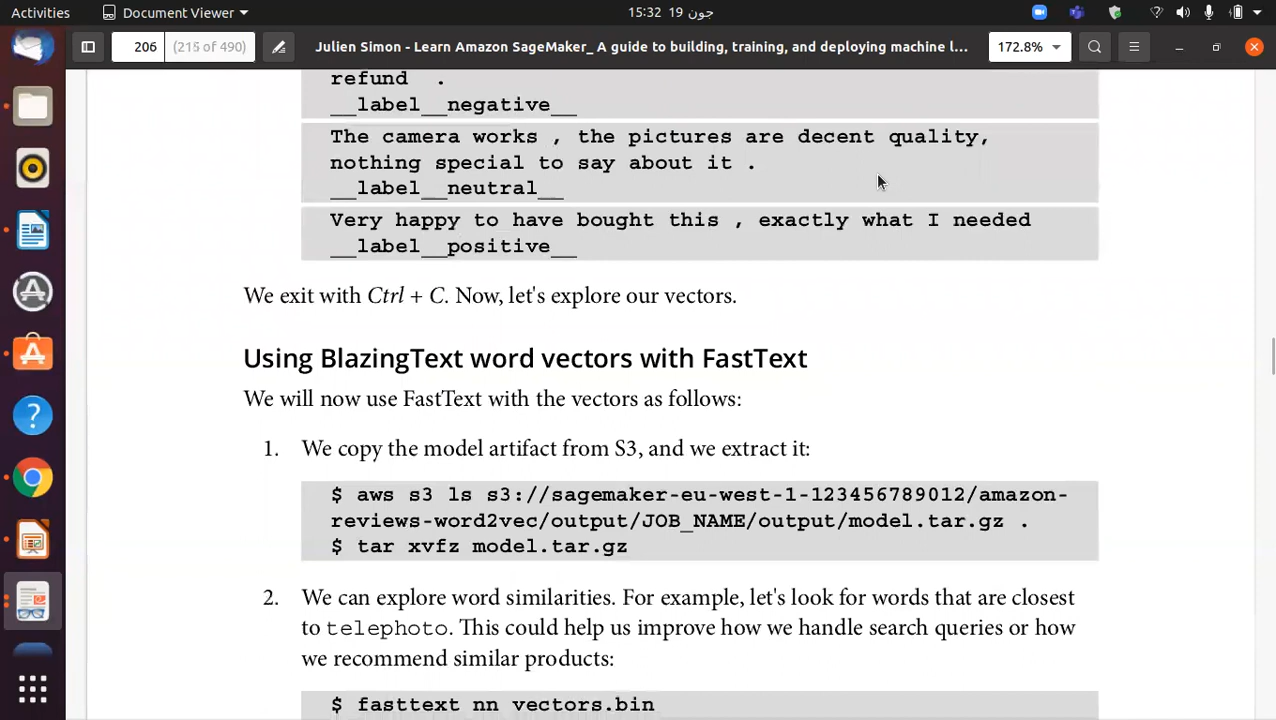 Activities
Document Viewer
15:32 19 جون
206
(215 of 490)
Julien Simon - Learn Amazon SageMaker_ A guide to building, training, and deploying machine l...
172.8%
refund .
__label__negative__
The camera works , the pictures are decent quality,
nothing special to say about it .
__label__neutral__
Very happy to have bought this , exactly what I needed
__label__positive__
We exit with Ctrl + C. Now, let's explore our vectors.
Using BlazingText word vectors with FastText
We will now use FastText with the vectors as follows:
1. We copy the model artifact from S3, and we extract it:
$ aws s3 ls s3://sagemaker-eu-west-1-123456789012/amazon-
reviews-word2vec/output/JOB_NAME/output/model.tar.gz .
$ tar xvfz model.tar.gz
2. We can explore word similarities. For example, let's look for words that are closest
to telephoto. This could help us improve how we handle search queries or how
we recommend similar products:
$ fasttext nn vectors.bin